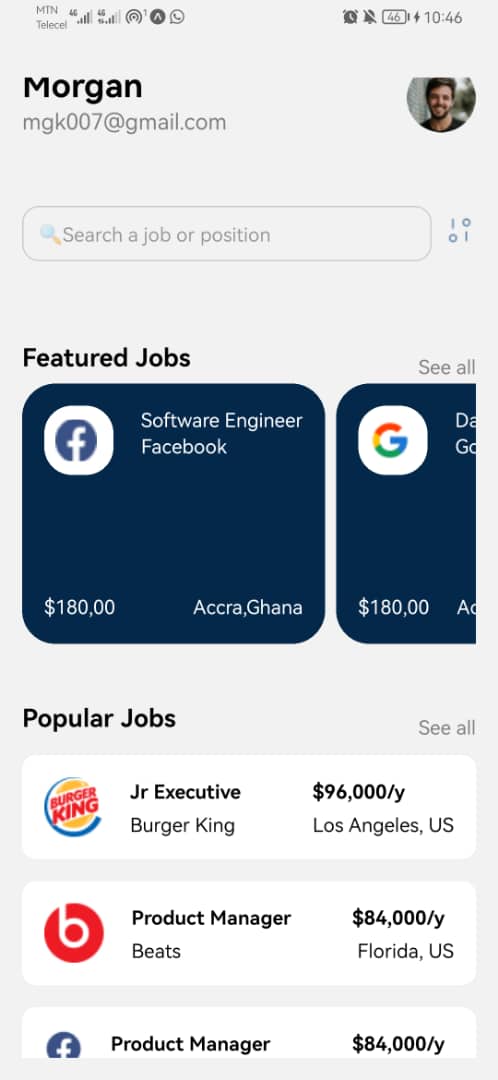 MTN
Telecel
4G 4G 46 10:46
Morgan
mgk007@gmail.com
Search a job or position
Featured Jobs
See all
Software Engineer
Facebook
$180,00
Accra,Ghana
Da
Go
$180,00
Ac
Popular Jobs
See all
BURGER
KING
Jr Executive
$96,000/y
Burger King
Los Angeles, US
Product Manager
$84,000/y
Beats
Florida, US
Product Manager
$84,000/y